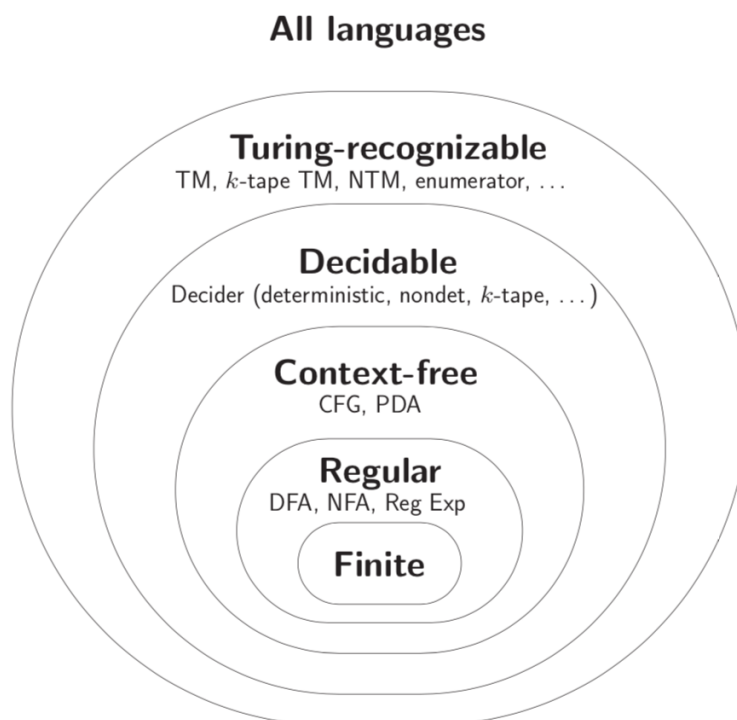 All languages
Turing-recognizable
TM, k-tape TM, NTM, enumerator, ...
Decidable
Decider (deterministic, nondet, k-tape, ...)
Context-free
CFG, PDA
Regular
DFA, NFA, Reg Exp
Finite